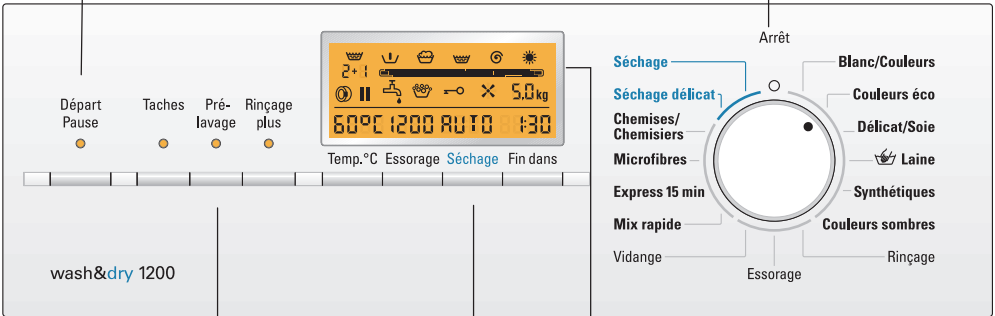 Arrêt
Séchage
Blanc/Couleurs
Séchage délicat
Couleurs éco
Chemises/
Chemisiers
Délicat/Soie
Microfibres
Laine
Express 15 min
Synthétiques
Mix rapide
Couleurs sombres
Vidange
Rinçage
Essorage
Départ
Pause
Taches
Pré-
lavage
Rinçage
plus
2+1
5,0 kg
60°C 1200 AUTO 1:30
Temp.°C Essorage Séchage Fin dans
wash&dry 1200